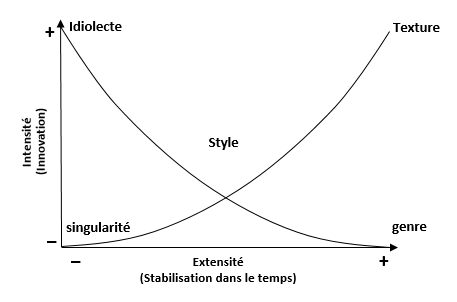 +
Idiolecte
Texture
Intensité
(Innovation)
Style
singularité
genre
–
–
Extensité
+
(Stabilisation dans le temps)